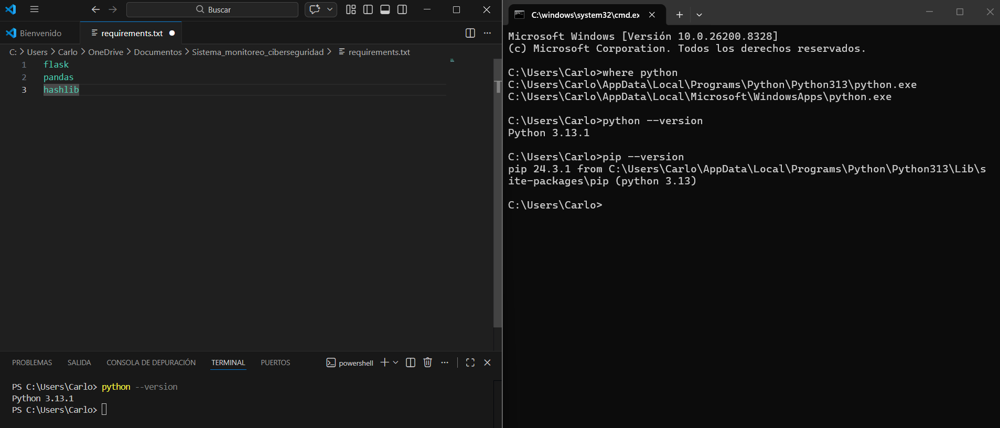 Buscar
Bienvenido
requirements.txt
C: > Users > Carlo > OneDrive > Documentos > Sistema_monitoreo_ciberseguridad > requirements.txt
1 flask
2 pandas
3 hashlib
PROBLEMAS SALIDA CONSOLA DE DEPURACIÓN TERMINAL PUERTOS powershell
PS C:\Users\Carlo> python --version
Python 3.13.1
PS C:\Users\Carlo>
C:\windows\system32\cmd.ex
Microsoft Windows [Versión 10.0.26200.8328]
(c) Microsoft Corporation. Todos los derechos reservados.
C:\Users\Carlo>where python
C:\Users\Carlo\AppData\Local\Programs\Python\Python313\python.exe
C:\Users\Carlo\AppData\Local\Microsoft\WindowsApps\python.exe
C:\Users\Carlo>python --version
Python 3.13.1
C:\Users\Carlo>pip --version
pip 24.3.1 from C:\Users\Carlo\AppData\Local\Programs\Python\Python313\Lib\s
ite-packages\pip (python 3.13)
C:\Users\Carlo>